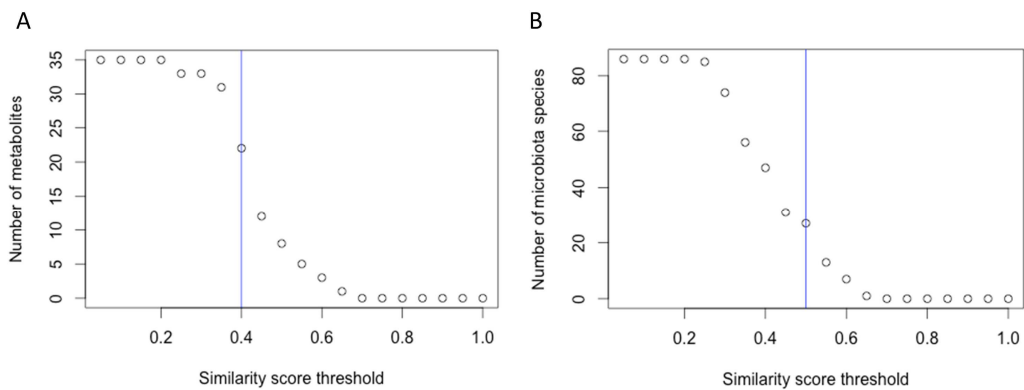 A
B
Number of metabolites
35
30
25
20
15
10
5
0
0.2 0.4 0.6 0.8 1.0
Similarity score threshold
Number of microbiota species
80
60
40
20
0
0.2 0.4 0.6 0.8 1.0
Similarity score threshold